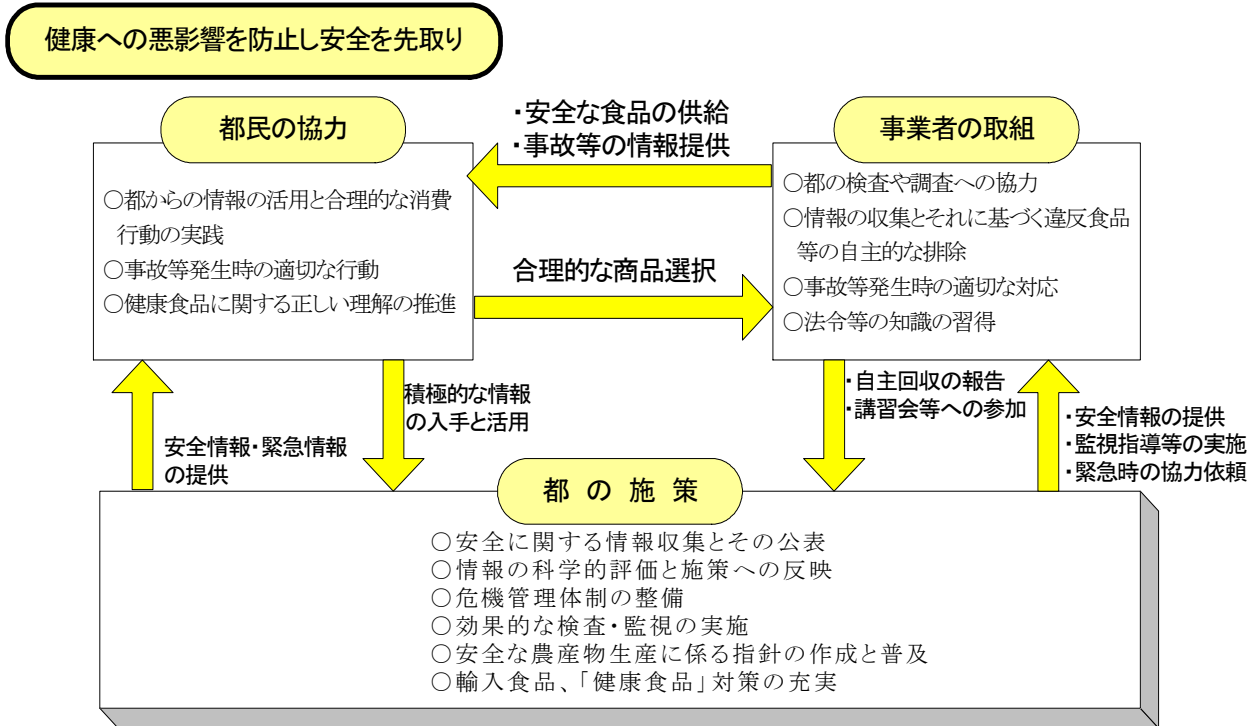 健康への悪影響を防止し安全を先取り
都民の協力
○都からの情報の活用と合理的な消費
行動の実践
○事故等発生時の適切な行動
○健康食品に関する正しい理解の推進
・安全な食品の供給
・事故等の情報提供
合理的な商品選択
事業者の取組
○都の検査や調査への協力
○情報の収集とそれに基づく違反食品
等の自主的な排除
○事故等発生時の適切な対応
○法令等の知識の習得
安全情報・緊急情報
の提供
積極的な情報
の入手と活用
・自主回収の報告
・講習会等への参加
・安全情報の提供
・監視指導等の実施
・緊急時の協力依頼
都の施策
○安全に関する情報収集とその公表
○情報の科学的評価と施策への反映
○危機管理体制の整備
○効果的な検査・監視の実施
○安全な農産物生産に係る指針の作成と普及
○輸入食品、「健康食品」対策の充実